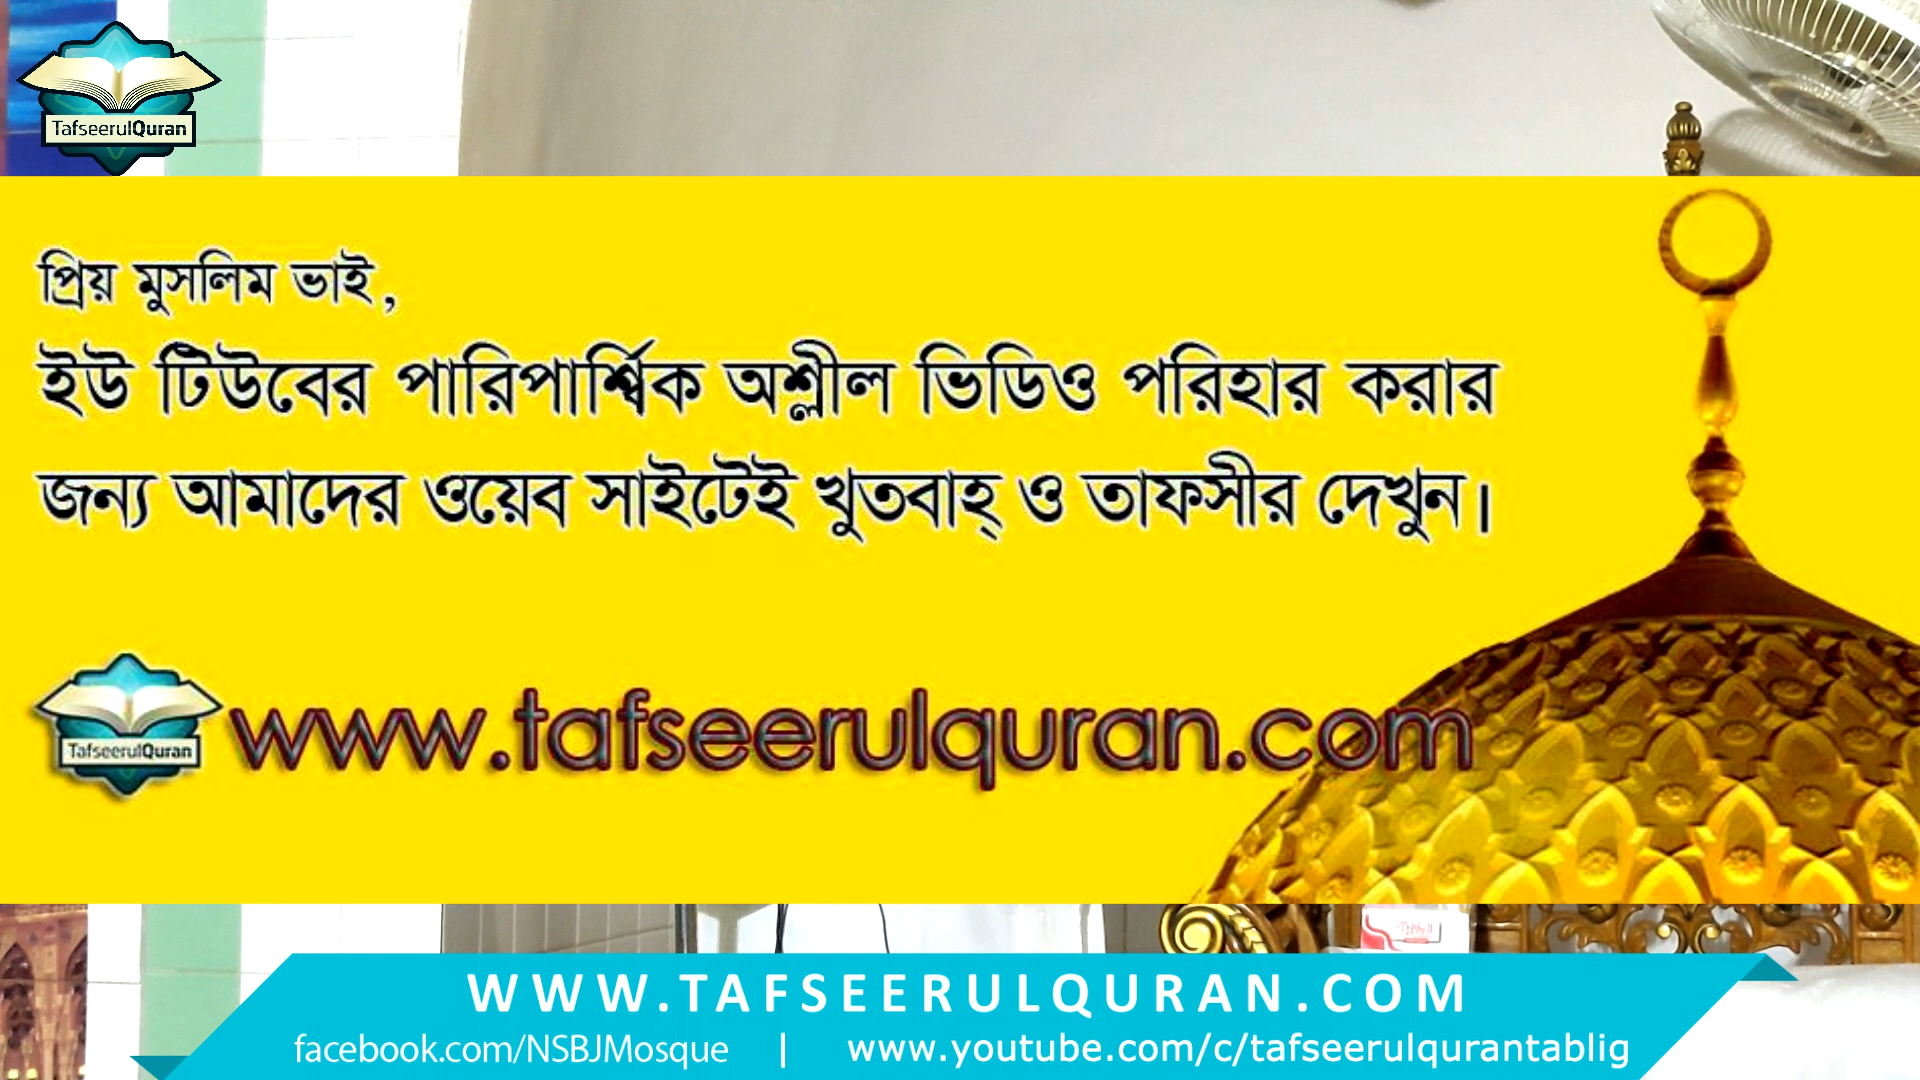 TafseerulQuran
প্রিয় মুসলিম ভাই,
ইউ টিউবের পারিপার্শ্বিক অশ্লীল ভিডিও পরিহার করার
জন্য আমাদের ওয়েব সাইটেই খুতবাহ্ ও তাফসীর দেখুন।
TafseerulQuran
www.tafseerulquran.com
WWW.TAFSEERULQURAN.COM
facebook.com/NSBJMosque | www.youtube.com/c/tafseerulqurantablig